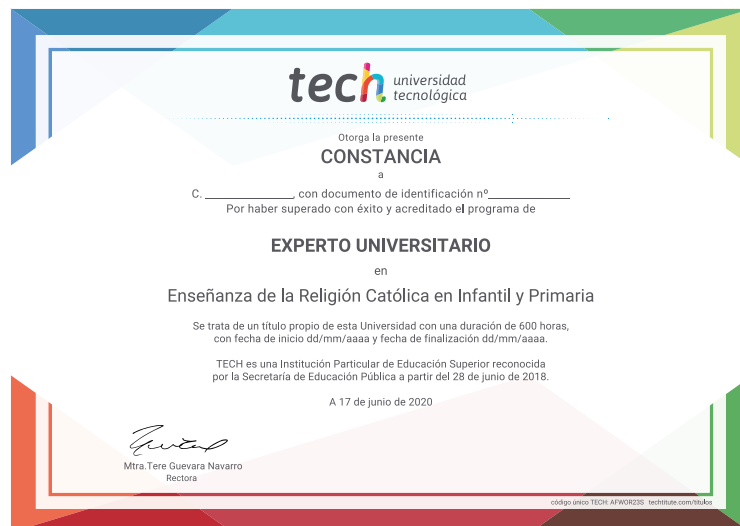 tech universidad
tecnológica
Otorga la presente
CONSTANCIA
a
C. ______________, con documento de identificación nº______________
Por haber superado con éxito y acreditado el programa de
EXPERTO UNIVERSITARIO
en
Enseñanza de la Religión Católica en Infantil y Primaria
Se trata de un título propio de esta Universidad con una duración de 600 horas,
con fecha de inicio dd/mm/aaaa y fecha de finalización dd/mm/aaaa.
TECH es una Institución Particular de Educación Superior reconocida
por la Secretaría de Educación Pública a partir del 28 de junio de 2018.
A 17 de junio de 2020
Mtra.Tere Guevara Navarro
Rectora
código único TECH: AFWOR23S techtitute.com/titulos